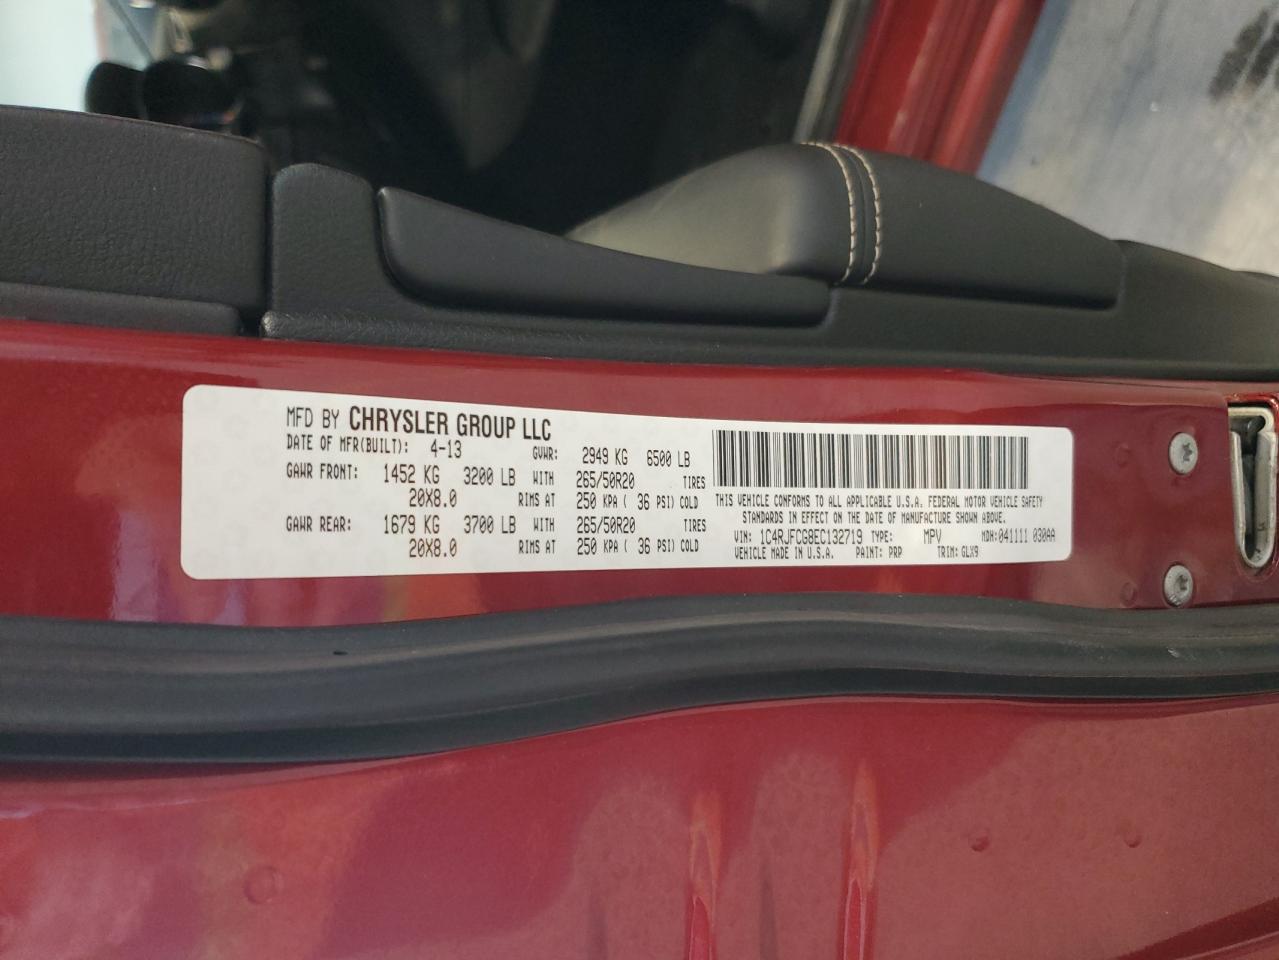 MFD BY CHRYSLER GROUP LLC
DATE OF MFR(BUILT): 4-13 GVWR: 2949 KG 6500 LB
GAWR FRONT: 1452 KG 3200 LB WITH 265/50R20 TIRES
20X8.0 RIMS AT 250 KPA ( 36 PSI) COLD
GAWR REAR: 1679 KG 3700 LB WITH 265/50R20 TIRES
20X8.0 RIMS AT 250 KPA ( 36 PSI) COLD
THIS VEHICLE CONFORMS TO ALL APPLICABLE U.S.A. FEDERAL MOTOR VEHICLE SAFETY
STANDARDS IN EFFECT ON THE DATE OF MANUFACTURE SHOWN ABOVE.
VIN: 1C4RJFCG8EC132719 TYPE: MPV MDH: 041111 030AA
VEHICLE MADE IN U.S.A. PAINT: PRP TRIM: GLX9